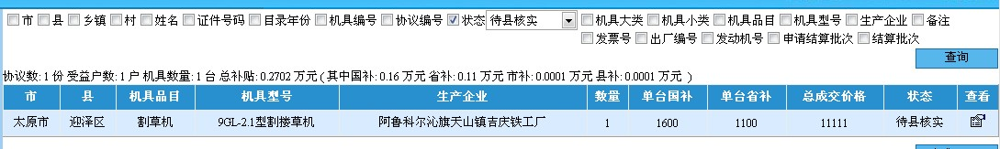 市 县 乡镇 村 姓名 证件号码 目录年份 机具编号 协议编号 状态 待县核实 机具大类 机具小类 机具品目 机具型号 生产企业 备注
发票号 出厂编号 发动机号 申请结算批次 结算批次
查询
协议数: 1 份 受益户数: 1 户 机具数量: 1 台 总补贴: 0.2702 万元 ( 其中国补: 0.16 万元 省补: 0.11 万元 市补: 0.0001 万元 县补: 0.0001 万元 )
市 县 机具品目 机具型号 生产企业 数量 单台国补 单台省补 总成交价格 状态 查看
太原市 迎泽区 割草机 9GL-2.1型割搂草机 阿鲁科尔沁旗天山镇吉庆铁工厂 1 1600 1100 11111 待县核实